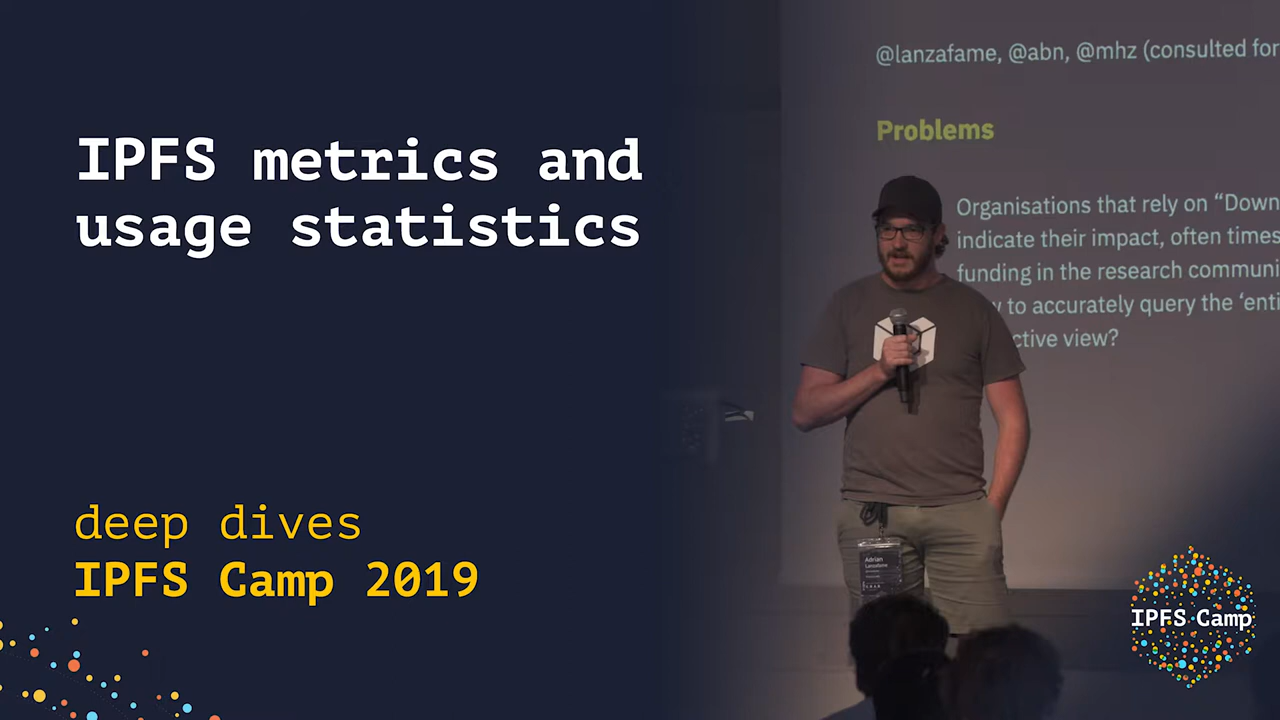 IPFS metrics and
usage statistics
deep dives
IPFS Camp 2019
@lanzafame, @abn, @mhz (consulted for
Problems
Organisations that rely on “Down
indicate their impact, often times
funding in the research communi
to accurately query the ‘enti
ctive view?
Adrian
Lanzafame
IPFS Camp